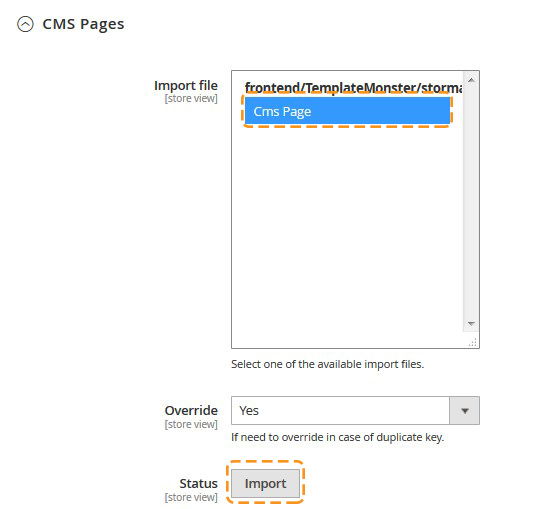 CMS Pages
Import file
[store view]
frontend/TemplateMonster/storma
Cms Page
Select one of the available import files.
Override
[store view]
Yes
If need to override in case of duplicate key.
Status
[store view]
Import